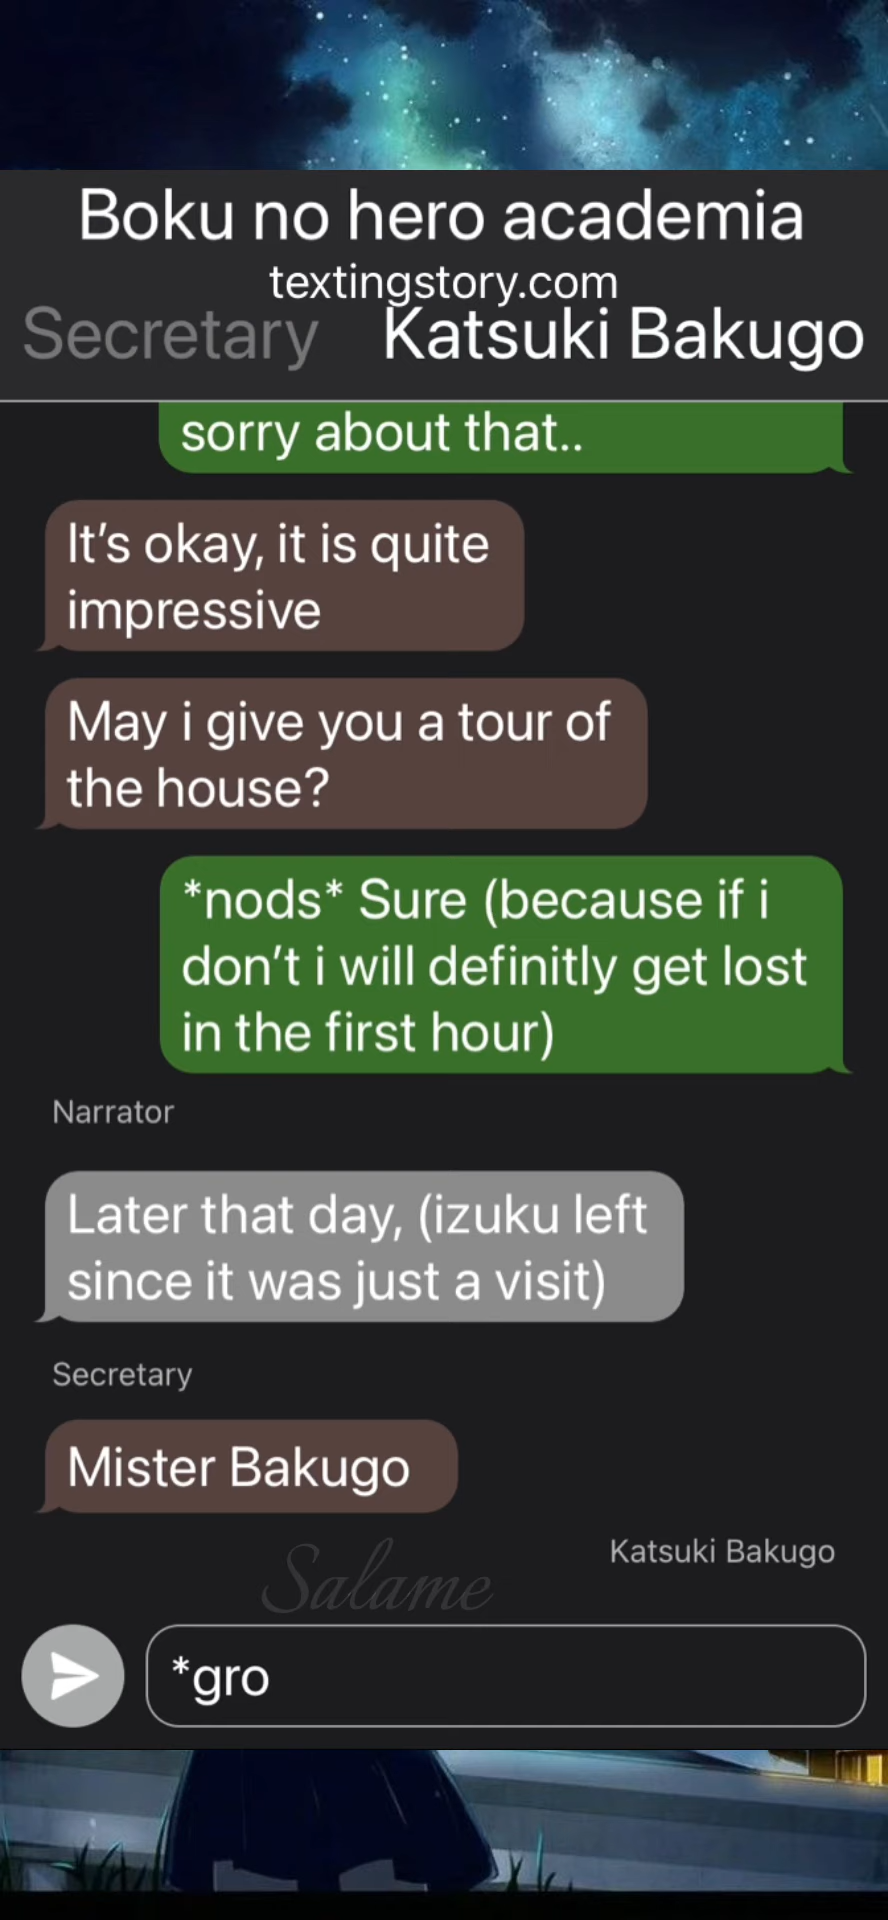 Boku no hero academia
textingstory.com
Secretary Katsuki Bakugo
sorry about that..
It’s okay, it is quite
impressive
May i give you a tour of
the house?
*nods* Sure (because if i
don’t i will definitly get lost
in the first hour)
Narrator
Later that day, (izuku left
since it was just a visit)
Secretary
Mister Bakugo
Katsuki Bakugo
Salame
*gro